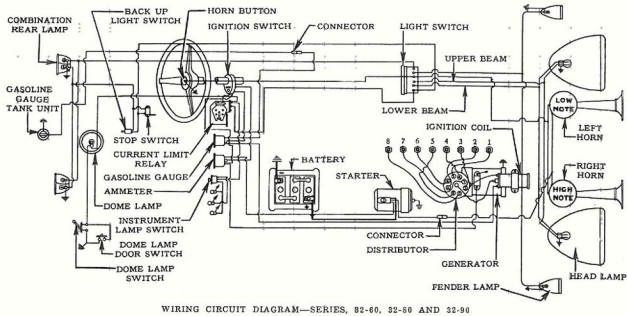 COMBINATION
REAR LAMP
BACK UP
LIGHT SWITCH
HORN BUTTON
IGNITION SWITCH
CONNECTOR
LIGHT SWITCH
UPPER BEAM
LOWER BEAM
GASOLINE
GAUGE
TANK UNIT
STOP SWITCH
CURRENT LIMIT
RELAY
GASOLINE GAUGE
AMMETER
DOME LAMP
INSTRUMENT
LAMP SWITCH
DOME LAMP
DOOR SWITCH
DOME LAMP
SWITCH
BATTERY
STARTER
8 7 6 5 4 3 2 1
IGNITION COIL
LOW
NOTE
LEFT
HORN
RIGHT
HORN
HIGH
NOTE
CONNECTOR
DISTRIBUTOR
GENERATOR
HEAD LAMP
FENDER LAMP
WIRING CIRCUIT DIAGRAM—SERIES, 32-60, 32-80 AND 32-90